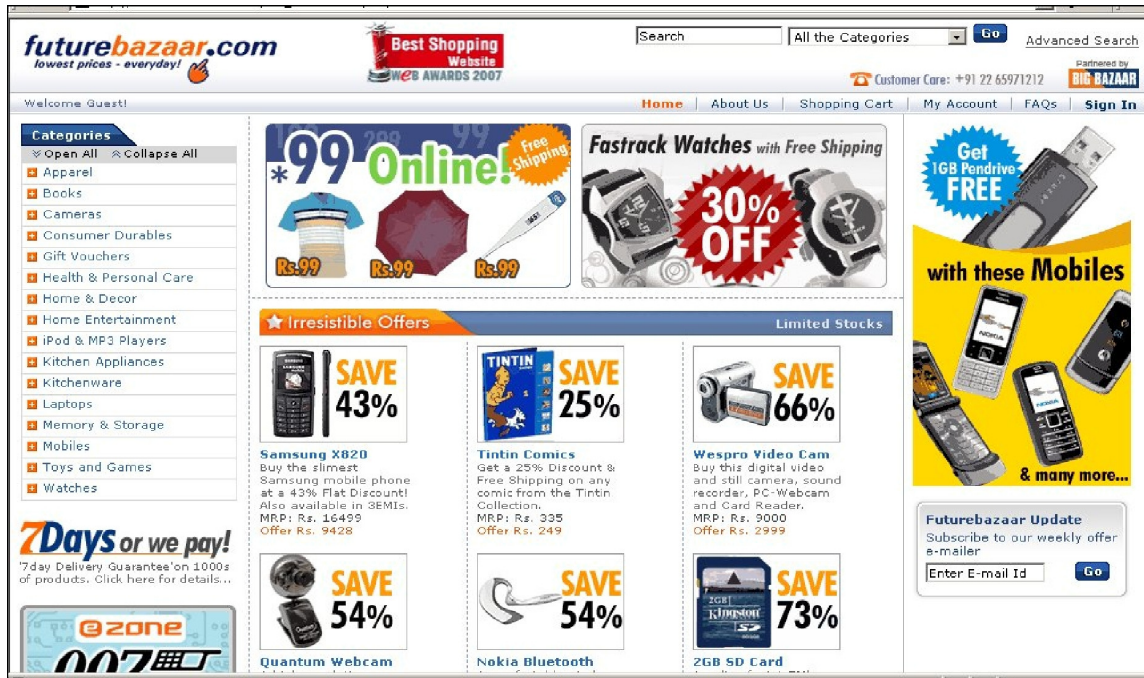 futurebazaar.com
lowest prices - everyday!
Best Shopping
Website
WeB AWARDS 2007
Search
All the Categories
Go
Advanced Search
Customer Care: +91 22 65971212
Partnered by
BIG BAZAAR
Welcome Guest!
Home | About Us | Shopping Cart | My Account | FAQs | Sign In
Categories
Open All Collapse All
Apparel
Books
Cameras
Consumer Durables
Gift Vouchers
Health & Personal Care
Home & Decor
Home Entertainment
iPod & MP3 Players
Kitchen Appliances
Kitchenware
Laptops
Memory & Storage
Mobiles
Toys and Games
Watches
7Days or we pay!
'7day Delivery Guarantee'on 1000s
of products. Click here for details...
ezone
007
199 299 99
*99 Online!
Free
Shipping
Rs.99
Rs.99
Rs.99
Fastrack Watches with Free Shipping
30%
OFF
Irresistible Offers
Limited Stocks
SAVE
43%
Samsung X820
Buy the slimest
Samsung mobile phone
at a 43% Flat Discount!
Also available in 3EMIs.
MRP: Rs. 16499
Offer Rs. 9428
TINTIN
SAVE
25%
Tintin Comics
Get a 25% Discount &
Free Shipping on any
comic from the Tintin
Collection.
MRP: Rs. 335
Offer Rs. 249
SAVE
66%
Wespro Video Cam
Buy this digital video
and still camera, sound
recorder, PC-Webcam
and Card Reader.
MRP: Rs. 9000
Offer Rs. 2999
SAVE
54%
Quantum Webcam
SAVE
54%
Nokia Bluetooth
2GB
Kingston
SAVE
73%
2GB SD Card
Get
1GB Pendrive
FREE
with these Mobiles
NOKIA
& many more...
Futurebazaar Update
Subscribe to our weekly offer
e-mailer
Enter E-mail Id
Go